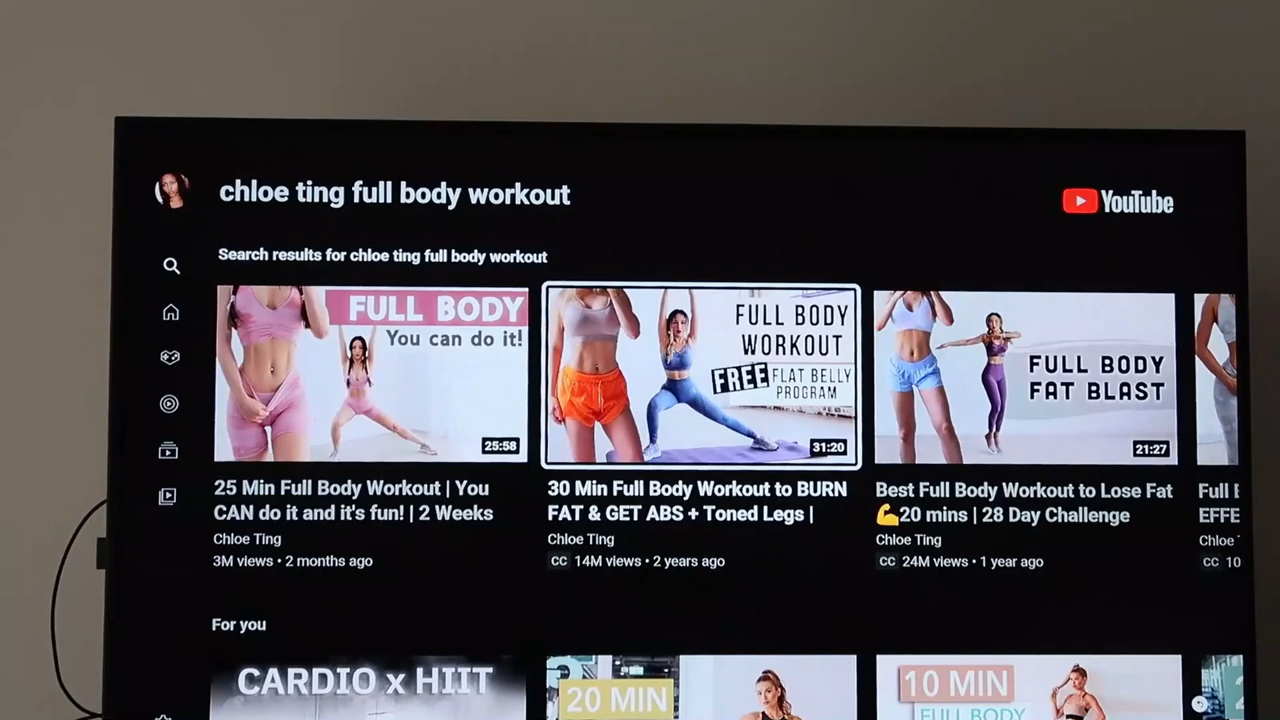 chloe ting full body workout
YouTube
Search results for chloe ting full body workout
FULL BODY
You can do it!
25:58
FULL BODY
WORKOUT
FREE FLAT BELLY
PROGRAM
31:20
FULL BODY
FAT BLAST
21:27
25 Min Full Body Workout | You
CAN do it and it's fun! | 2 Weeks
Chloe Ting
3M views • 2 months ago
30 Min Full Body Workout to BURN
FAT & GET ABS + Toned Legs |
Chloe Ting
CC 14M views • 2 years ago
Best Full Body Workout to Lose Fat
💪20 mins | 28 Day Challenge
Chloe Ting
CC 24M views • 1 year ago
Full
EFFE
Chloe
CC 10
For you
CARDIO x HIIT
20 MIN
10 MIN
FULL BODY